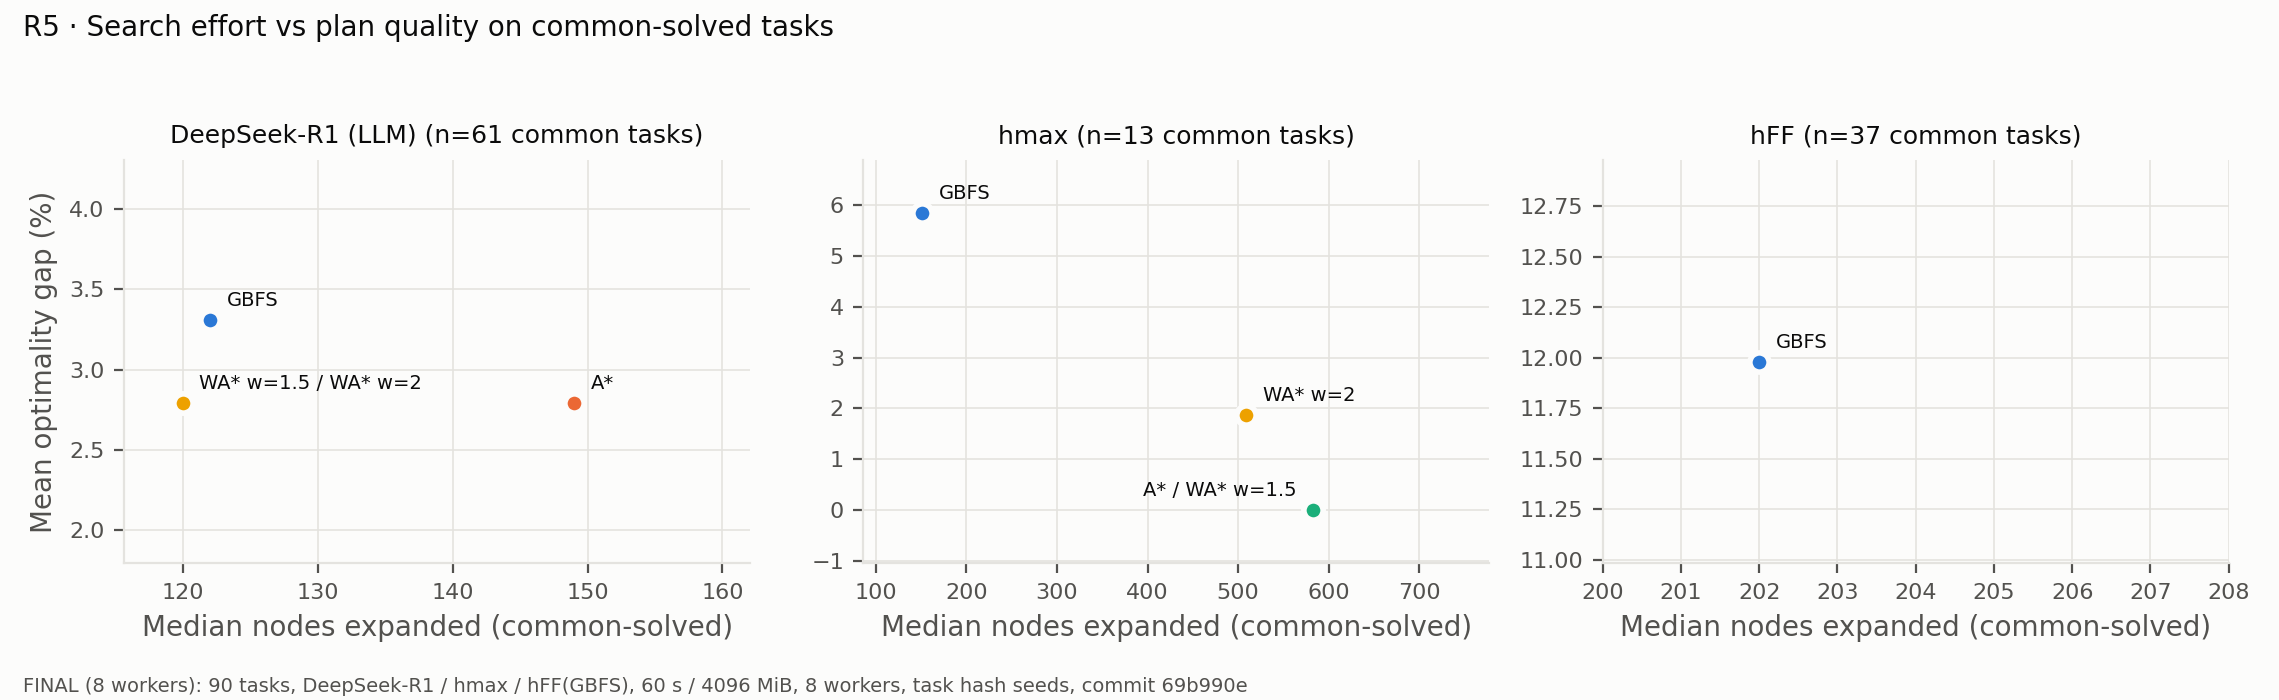 R5 · Search effort vs plan quality on common-solved tasks
DeepSeek-R1 (LLM) (n=61 common tasks)
Mean optimality gap (%)
4.0
3.5
3.0
2.5
2.0
GBFS
WA* w=1.5 / WA* w=2
A*
120 130 140 150 160
Median nodes expanded (common-solved)
hmax (n=13 common tasks)
6
5
4
3
2
1
0
−1
GBFS
WA* w=2
A* / WA* w=1.5
100 200 300 400 500 600 700
Median nodes expanded (common-solved)
hFF (n=37 common tasks)
12.75
12.50
12.25
12.00
11.75
11.50
11.25
11.00
GBFS
200 201 202 203 204 205 206 207 208
Median nodes expanded (common-solved)
FINAL (8 workers): 90 tasks, DeepSeek-R1 / hmax / hFF(GBFS), 60 s / 4096 MiB, 8 workers, task hash seeds, commit 69b990e